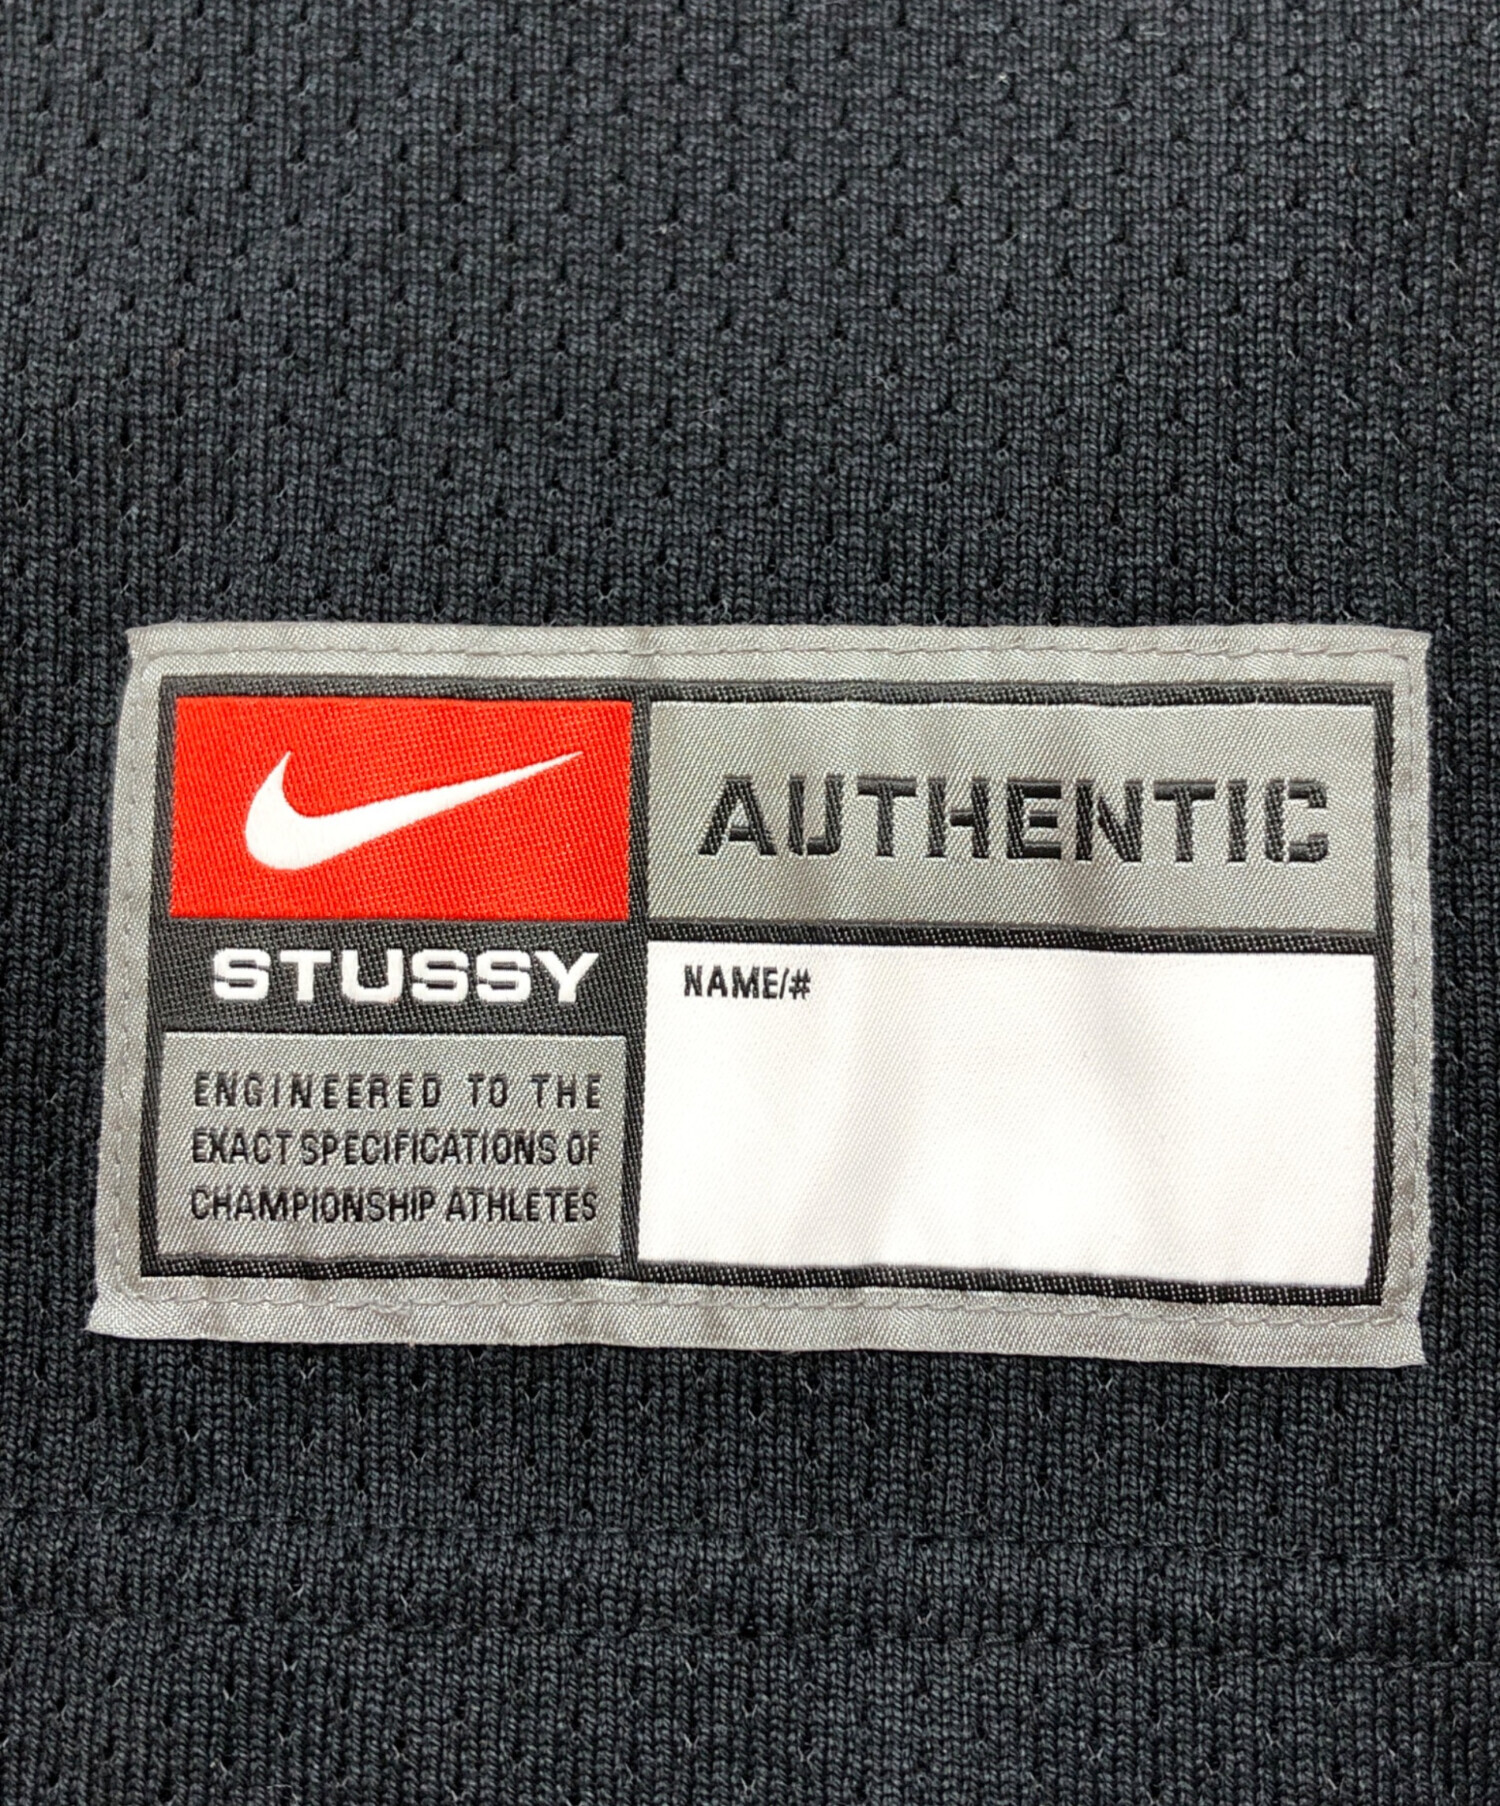 AUTHENTIC
STUSSY
NAME/#
ENGINEERED TO THE
EXACT SPECIFICATIONS OF
CHAMPIONSHIP ATHLETES